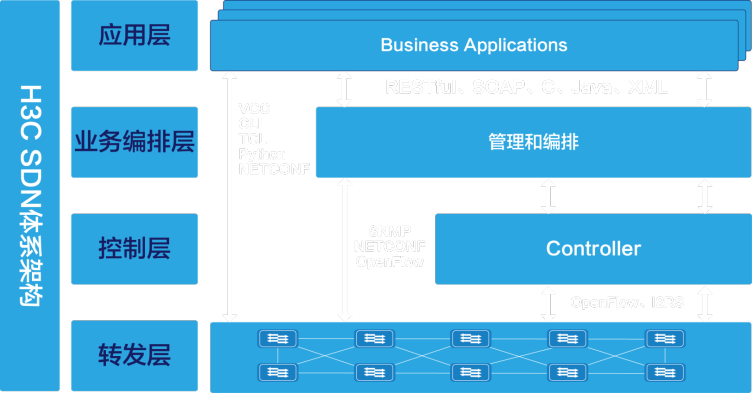 H3C SDN体系架构
应用层
Business Applications
RESTful、SOAP、C、Java、XML
业务编排层
VCC
CLI
TCL
Python
NETCONF
管理和编排
控制层
SNMP
NETCONF
OpenFlow
Controller
OpenFlow、ISRS
转发层